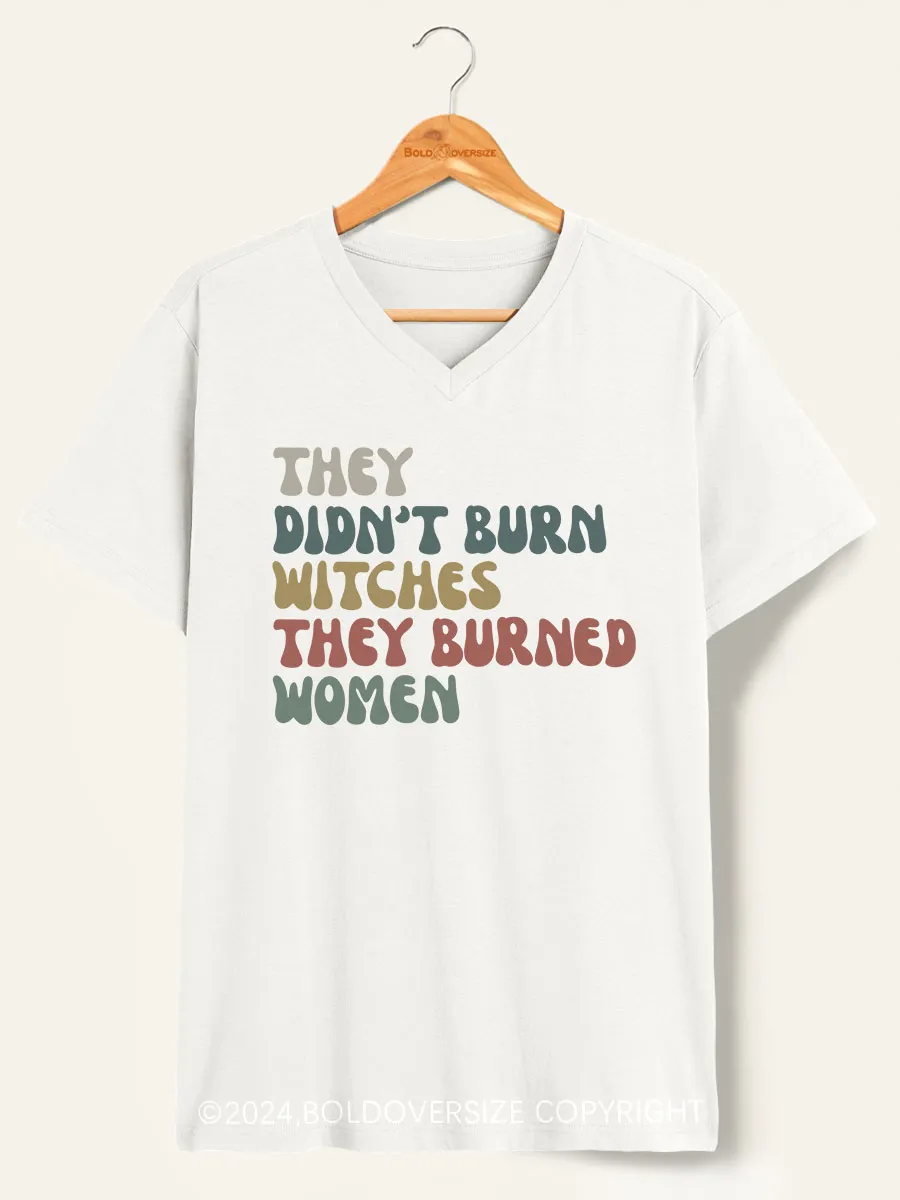 BOLD OVERSIZE
THEY
DIDN'T BURN
WITCHES
THEY BURNED
WOMEN
©2024,BOLDOVERSIZE COPYRIGHT